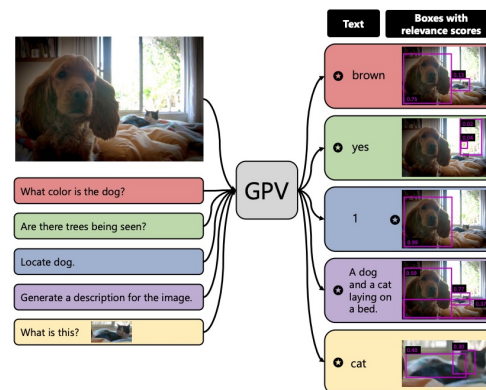 Text
Boxes with
relevance scores
What color is the dog?
Are there trees being seen?
Locate dog.
Generate a description for the image.
What is this?
GPV
brown
yes
1
A dog
and a cat
laying on
a bed.
cat